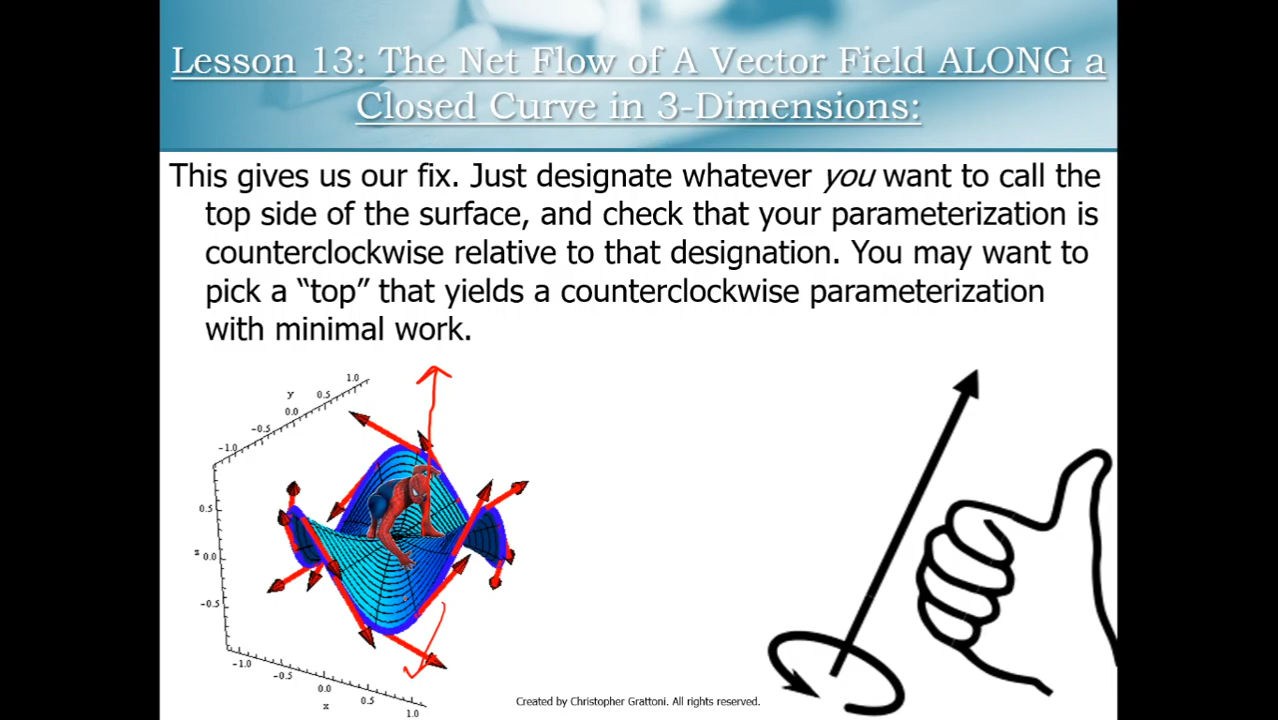 Lesson 13: The Net Flow of A Vector Field ALONG a
Closed Curve in 3-Dimensions:
This gives us our fix. Just designate whatever you want to call the
top side of the surface, and check that your parameterization is
counterclockwise relative to that designation. You may want to
pick a “top” that yields a counterclockwise parameterization
with minimal work.
1.0
y
0.5
0.0
-0.5
-1.0
0.5
z
0.0
-0.5
-1.0
-0.5
0.0
x
0.5
1.0
Created by Christopher Grattoni. All rights reserved.